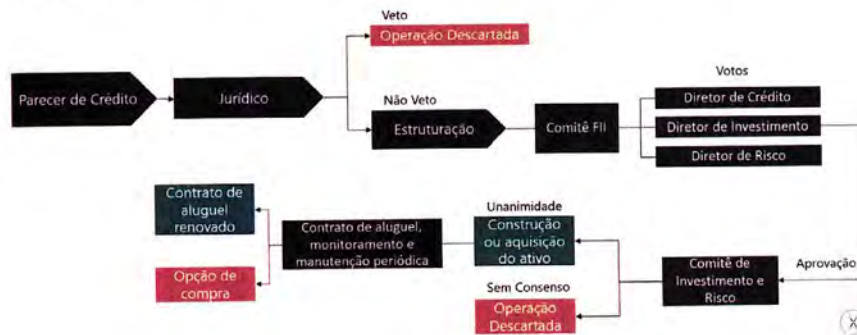 Veto
Operação Descartada
Parecer de Crédito
Jurídico
Não Veto
Estruturação
Comitê FII
Votos
Diretor de Crédito
Diretor de Investimento
Diretor de Risco
Aprovação
Comitê de
Investimento e
Risco
Unanimidade
Construção
ou aquisição
do ativo
Sem Consenso
Operação
Descartada
Contrato de aluguel,
monitoramento e
manutenção periódica
Contrato de
aluguel
renovado
Opção de
compra
X